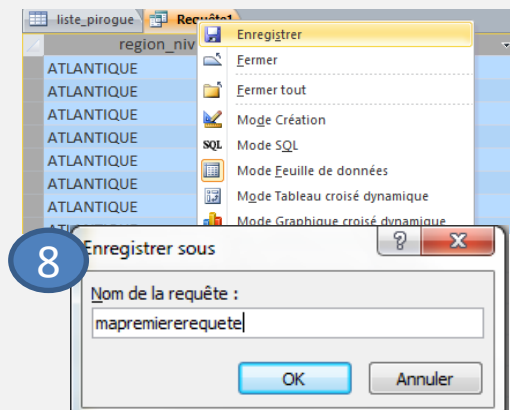 liste_pirogue Requête1
region_niv
Enregistrer
Fermer
Fermer tout
Mode Création
SQL Mode SQL
Mode Feuille de données
Mode Tableau croisé dynamique
Mode Graphique croisé dynamique
ATLANTIQUE
ATLANTIQUE
ATLANTIQUE
ATLANTIQUE
ATLANTIQUE
ATLANTIQUE
ATLANTIQUE
8
Enregistrer sous
Nom de la requête :
mapremiererequete
OK Annuler